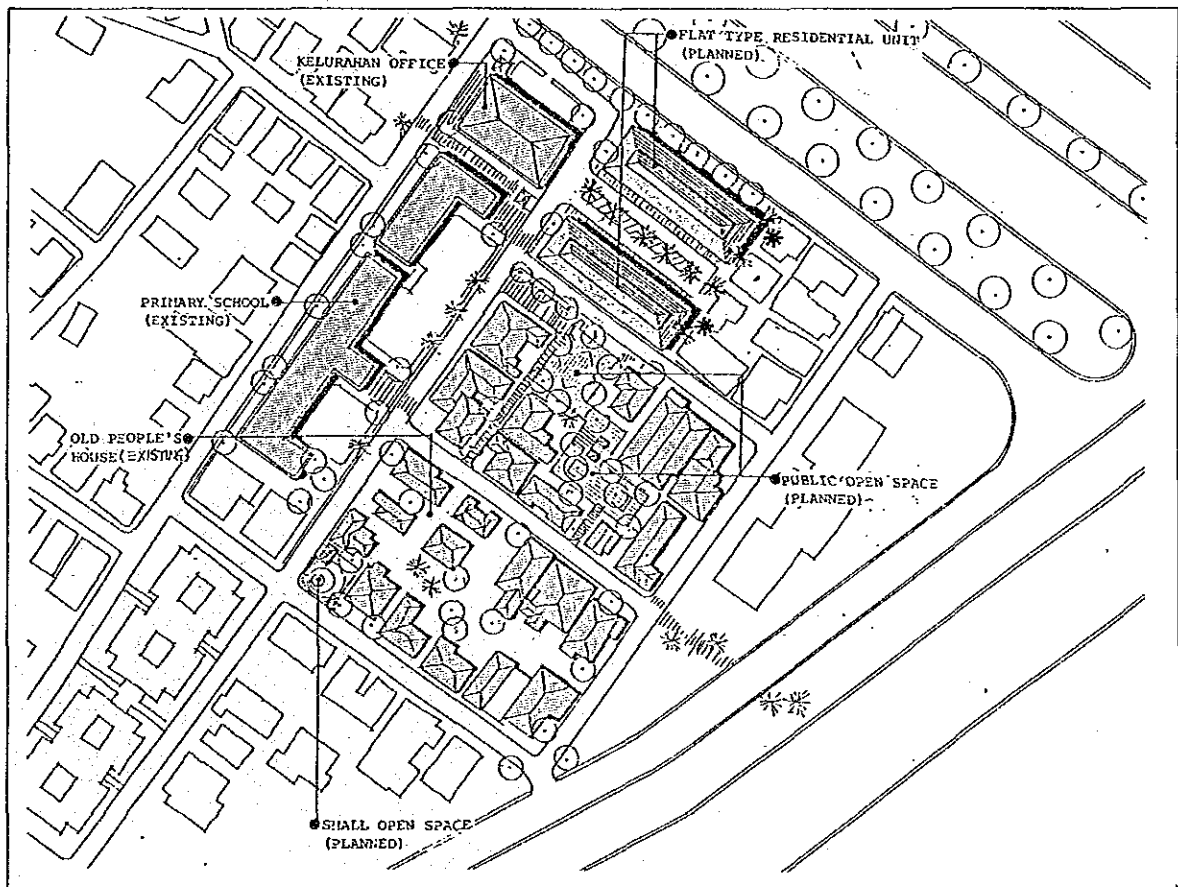 FLAT TYPE RESIDENTIAL UNIT
(PLANNED)
KELURAHAN OFFICE
(EXISTING)
PRIMARY SCHOOL
(EXISTING)
OLD PEOPLE'S
HOUSE(EXISTING)
PUBLIC OPEN SPACE
(PLANNED)
SMALL OPEN SPACE
(PLANNED)